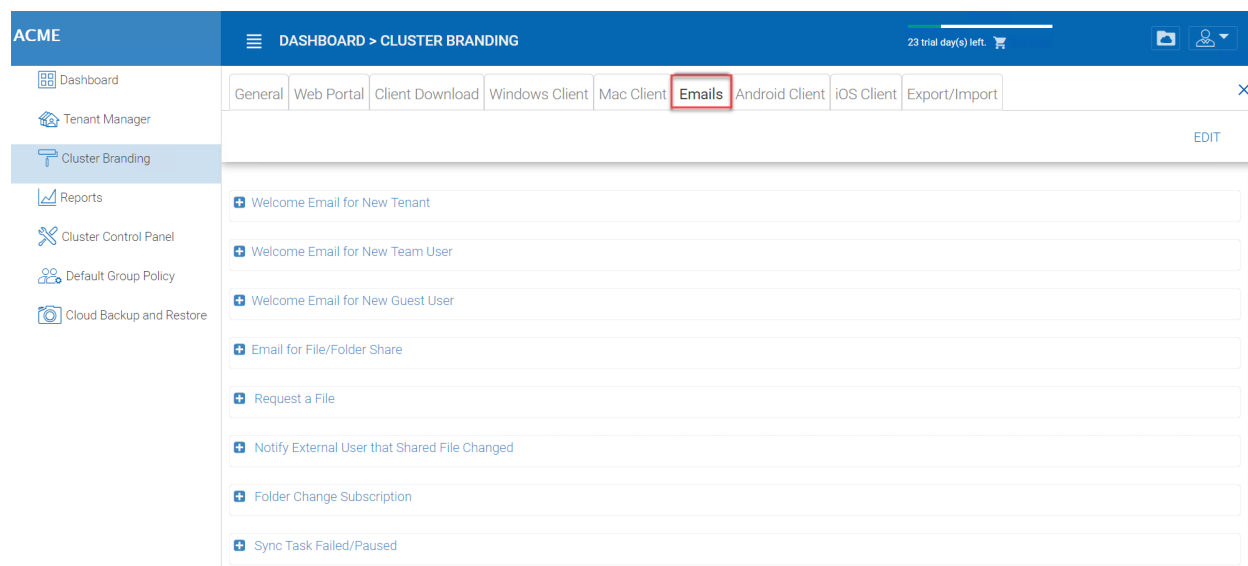 ACME
DASHBOARD > CLUSTER BRANDING
23 trial day(s) left.
Dashboard
Tenant Manager
Cluster Branding
Reports
Cluster Control Panel
Default Group Policy
Cloud Backup and Restore
General Web Portal Client Download Windows Client Mac Client Emails Android Client iOS Client Export/Import
EDIT
Welcome Email for New Tenant
Welcome Email for New Team User
Welcome Email for New Guest User
Email for File/Folder Share
Request a File
Notify External User that Shared File Changed
Folder Change Subscription
Sync Task Failed/Paused